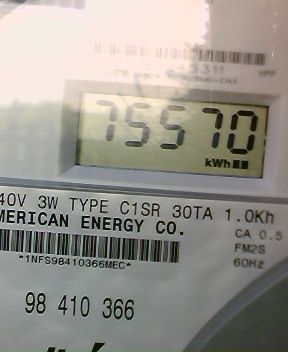 75570
kWh
40V 3W TYPE C1SR 30TA 1.0Kh
MERICAN ENERGY CO.
CA 0.5
FM2S
60Hz
*1NFS98410366MEC*
98 410 366